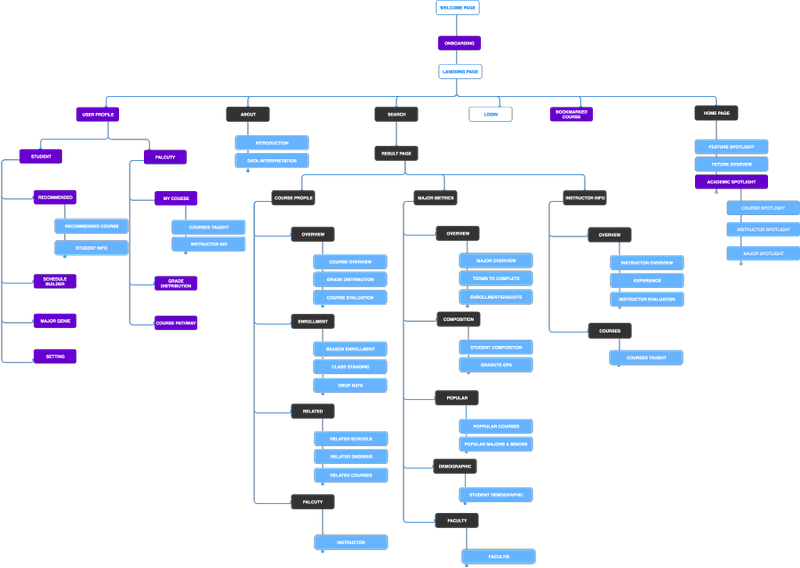 WELCOME PAGE
ONBOARDING
LANDING PAGE
USER PROFILE
ABOUT
SEARCH
LOGIN
BOOKMARKED
COURSE
HOME PAGE
STUDENT
FALCUTY
INTRODUCTION
DATA INTERPRETATION
RESULT PAGE
FEATURE SPOTLIGHT
FETURE OVERVIEW
ACADEMIC SPOTLIGHT
COURSE SPOTLIGHT
INSTRUCTOR SPOTLIGHT
MAJOR SPOTLIGHT
RECOMMENDED
RECOMMENDED COURSE
STUDENT INFO
SCHEDULE
BUILDER
MAJOR GENIE
SETTING
MY COUESE
COURSES TAUGHT
INSTRUCTOR BIO
GRADE
DISTRIBUTION
COURSE PATHWAY
COURSE PROFILE
OVERVIEW
COURSE OVERVIEW
GRADE DISTRIBUTION
COURSE EVALUATION
ENROLLMENT
SEASON ENROLLMENT
CLASS STANDING
DROP RATE
RELATED
RELATED SCHOOLS
RELATED DEGREES
RELATED COURSES
FALCUTY
INSTRUCTOR
MAJOR METRICS
OVERVIEW
MAJOR OVERVIEW
TERMS TO COMPLETE
ENROLLMENT/GRADUTE
COMPOSITION
STUDENT COMPOSITION
GRADUTE GPA
POPULAR
POPPULAR COURSES
POPULAR MAJORS & MINORS
DEMOGRAPHIC
STUDENT DEMOGRAPHIC
FACULTY
INSTRUCTOR INFO
OVERVIEW
INSTRUCTOR OVERVIEW
EXPERIENCE
INSTRUCTOR EVALUATION
COURSES
COURSES TAUGHT